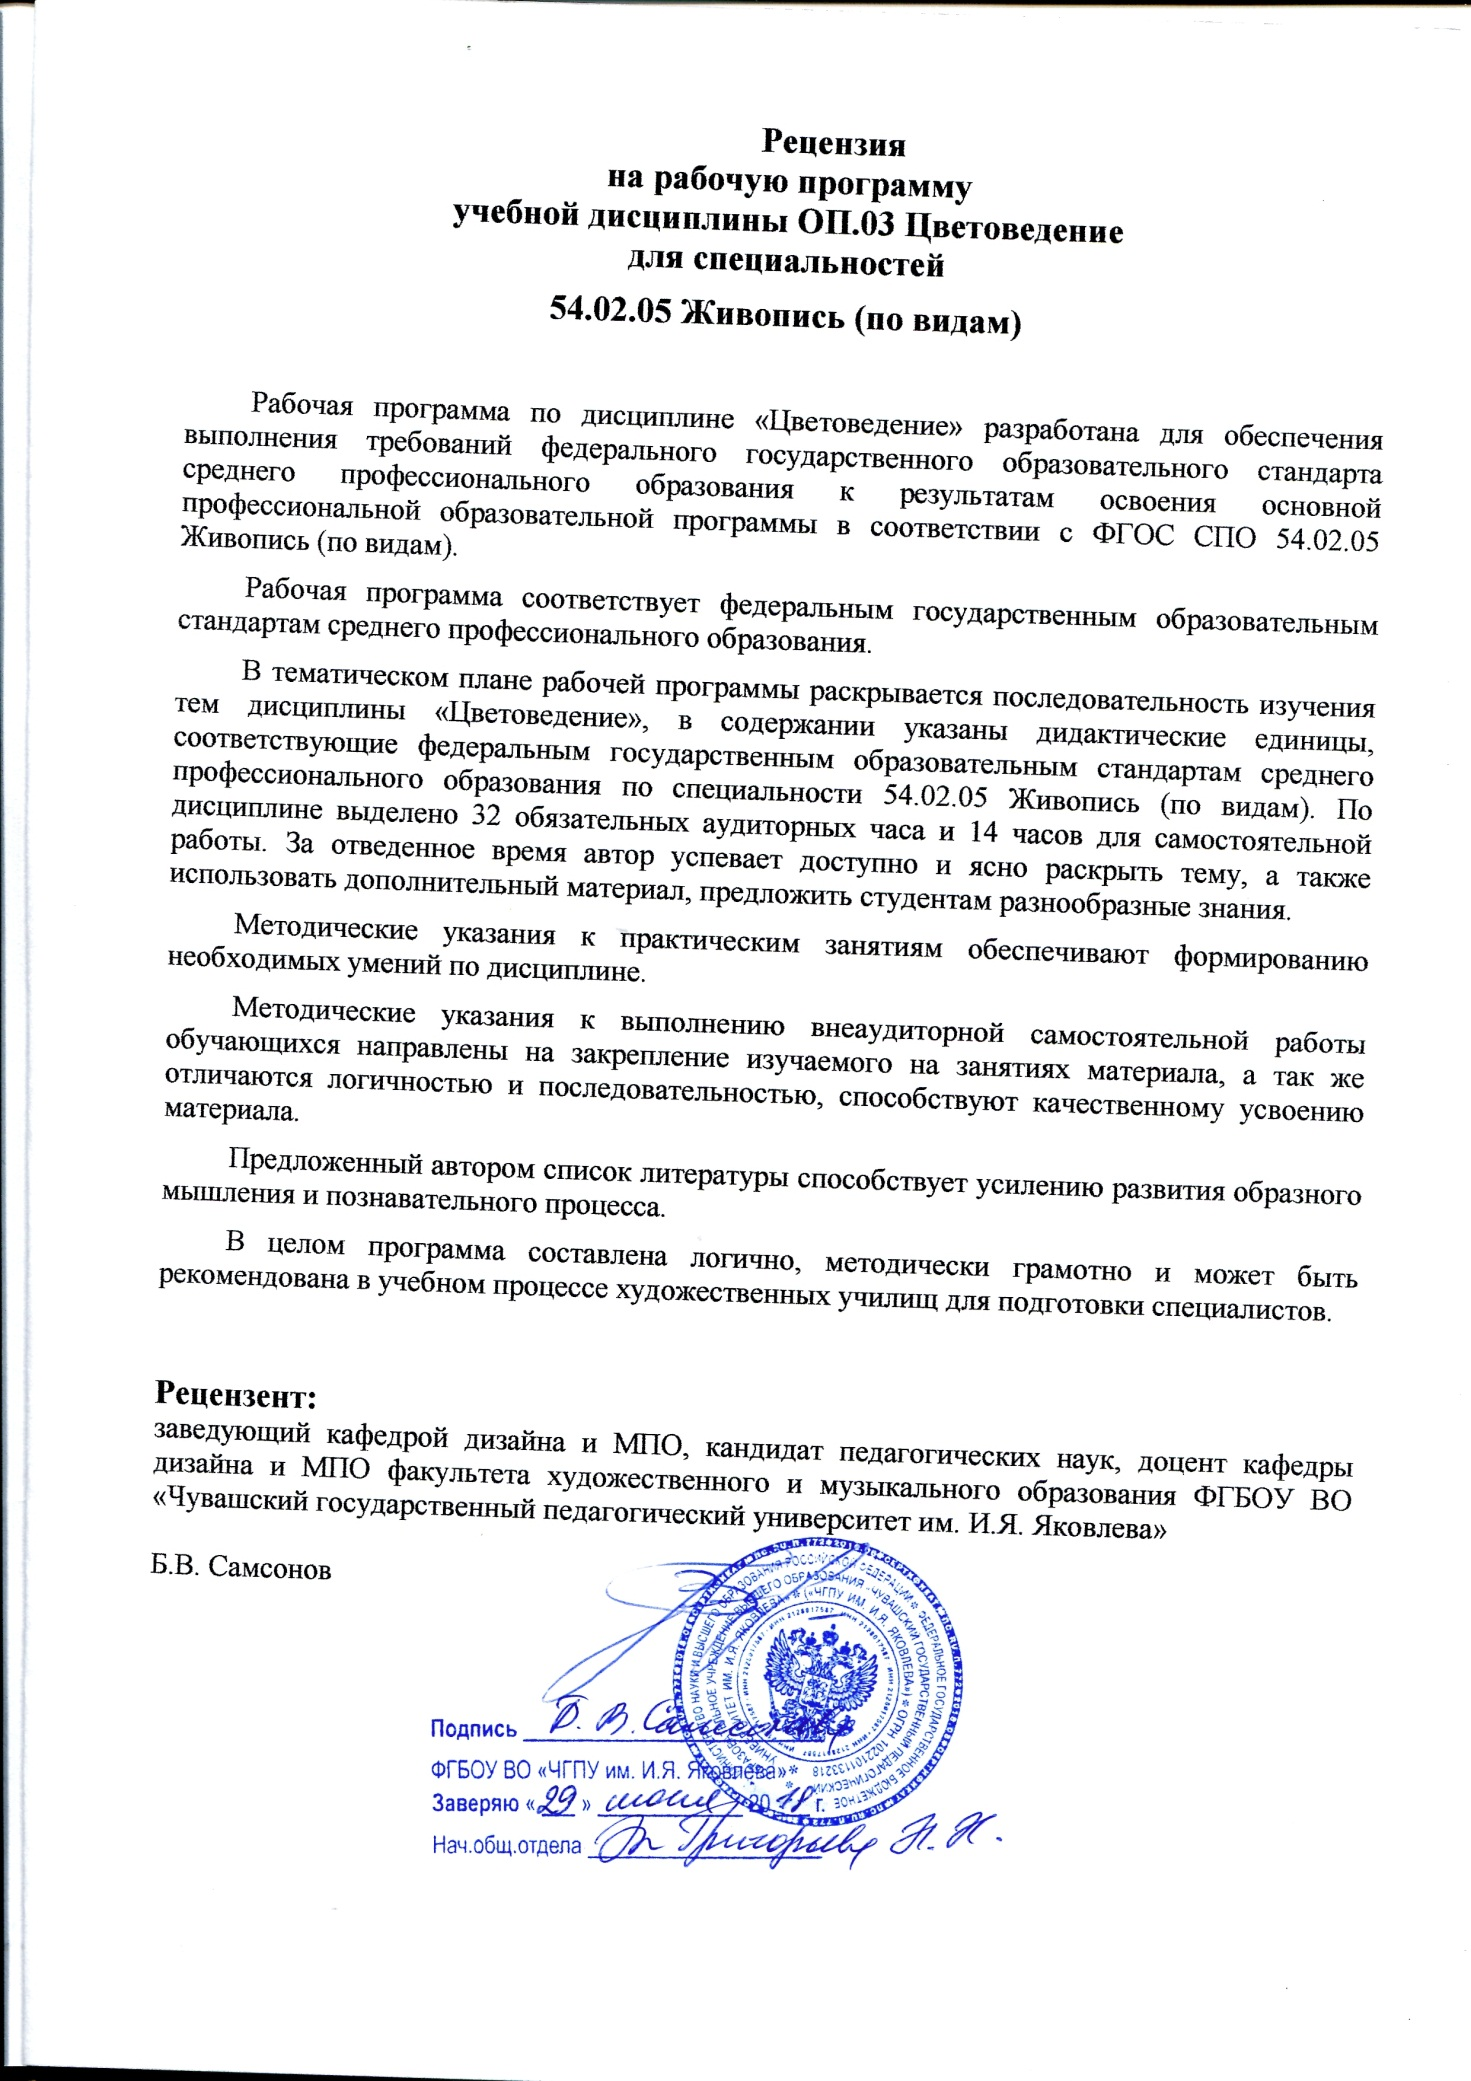 Рецензия
на рабочую программу
учебной дисциплины ОП.03 Цветоведение
для специальностей
54.02.05 Живопись (по видам)
Рабочая программа по дисциплине «Цветоведение» разработана для обеспечения
выполнения требований федерального государственного образовательного стандарта
среднего профессионального образования к результатам освоения основной
профессиональной образовательной программы в соответствии с ФГОС СПО 54.02.05
Живопись (по видам).
Рабочая программа соответствует федеральным государственным образовательным
стандартам среднего профессионального образования.
В тематическом плане рабочей программы раскрывается последовательность изучения
тем дисциплины «Цветоведение», в содержании указаны дидактические единицы,
соответствующие федеральным государственным образовательным стандартам среднего
профессионального образования по специальности 54.02.05 Живопись (по видам). По
дисциплине выделено 32 обязательных аудиторных часа и 14 часов для самостоятельной
работы. За отведенное время автор успевает доступно и ясно раскрыть тему, а также
использовать дополнительный материал, предложить студентам разнообразные знания.
Методические указания к практическим занятиям обеспечивают формированию
необходимых умений по дисциплине.
Методические указания к выполнению внеаудиторной самостоятельной работы
обучающихся направлены на закрепление изучаемого на занятиях материала, а так же
отличаются логичностью и последовательностью, способствуют качественному усвоению
материала.
Предложенный автором список литературы способствует усилению развития образного
мышления и познавательного процесса.
В целом программа составлена логично, методически грамотно и может быть
рекомендована в учебном процессе художественных училищ для подготовки специалистов.
Рецензент:
заведующий кафедрой дизайна и МПО, кандидат педагогических наук, доцент кафедры
дизайна и МПО факультета художественного и музыкального образования ФГБОУ ВО
«Чувашский государственный педагогический университет им. И.Я. Яковлева»
Б.В. Самсонов
Подпись Б. В. Самсонова
ФГБОУ ВО «ЧГПУ им. И.Я. Яковлева»
Заверяю «29» 20 18 г.
Нач.общ.отдела Григорьева Н. Н.